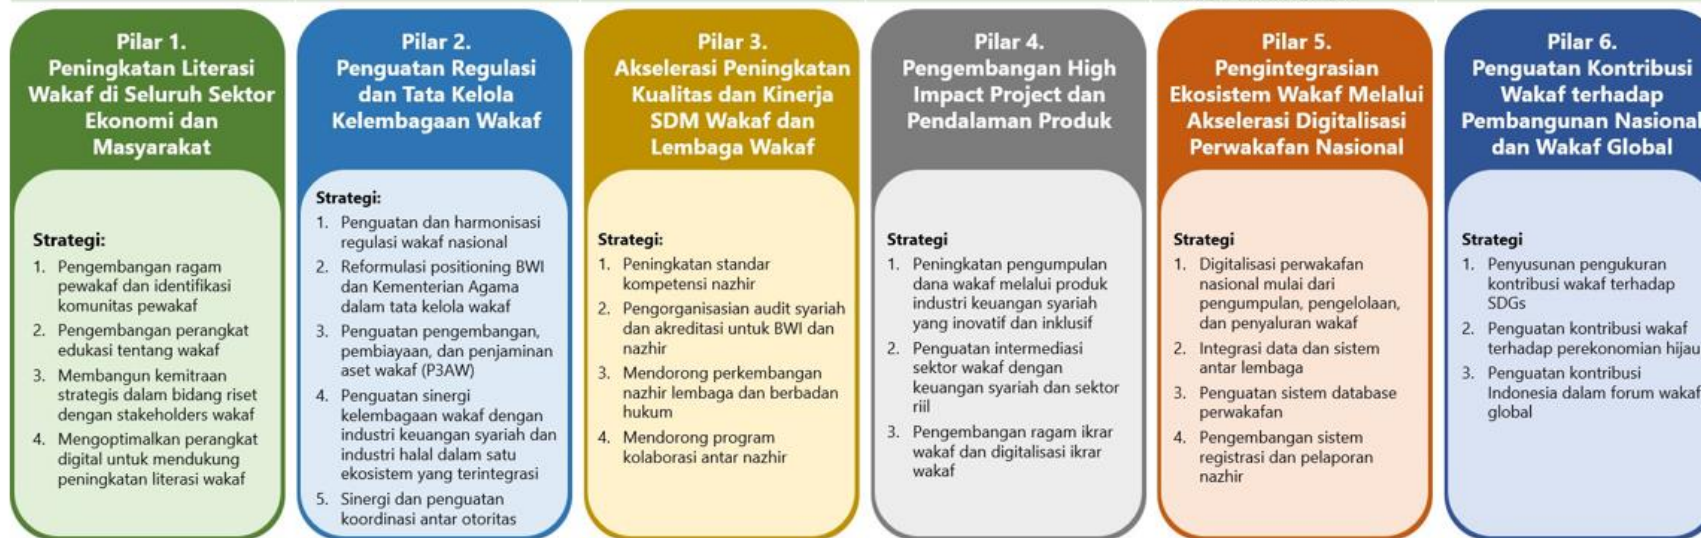 Pilar 1.
Peningkatan Literasi
Wakaf di Seluruh Sektor
Ekonomi dan
Masyarakat
Strategi:
1. Pengembangan ragam
pewakaf dan identifikasi
komunitas pewakaf
2. Pengembangan perangkat
edukasi tentang wakaf
3. Membangun kemitraan
strategis dalam bidang riset
dengan stakeholders wakaf
4. Mengoptimalkan perangkat
digital untuk mendukung
peningkatan literasi wakaf
Pilar 2.
Penguatan Regulasi
dan Tata Kelola
Kelembagaan Wakaf
Strategi:
1. Penguatan dan harmonisasi
regulasi wakaf nasional
2. Reformulasi positioning BWI
dan Kementerian Agama
dalam tata kelola wakaf
3. Penguatan pengembangan,
pembiayaan, dan penjaminan
aset wakaf (P3AW)
4. Penguatan sinergi
kelembagaan wakaf dengan
industri keuangan syariah dan
industri halal dalam satu
ekosistem yang terintegrasi
5. Sinergi dan penguatan
koordinasi antar otoritas
Pilar 3.
Akselerasi Peningkatan
Kualitas dan Kinerja
SDM Wakaf dan
Lembaga Wakaf
Strategi:
1. Peningkatan standar
kompetensi nazhir
2. Pengorganisasian audit syariah
dan akreditasi untuk BWI dan
nazhir
3. Mendorong perkembangan
nazhir lembaga dan berbadan
hukum
4. Mendorong program
kolaborasi antar nazhir
Pilar 4.
Pengembangan High
Impact Project dan
Pendalaman Produk
Strategi
1. Peningkatan pengumpulan
dana wakaf melalui produk
industri keuangan syariah
yang inovatif dan inklusif
2. Penguatan intermediasi
sektor wakaf dengan
keuangan syariah dan sektor
riil
3. Pengembangan ragam ikrar
wakaf dan digitalisasi ikrar
wakaf
Pilar 5.
Pengintegrasian
Ekosistem Wakaf Melalui
Akselerasi Digitalisasi
Perwakafan Nasional
Strategi
1. Digitalisasi perwakafan
nasional mulai dari
pengumpulan, pengelolaan,
dan penyaluran wakaf
2. Integrasi data dan sistem
antar lembaga
3. Penguatan sistem database
perwakafan
4. Pengembangan sistem
registrasi dan pelaporan
nazhir
Pilar 6.
Penguatan Kontribusi
Wakaf terhadap
Pembangunan Nasional
dan Wakaf Global
Strategi
1. Penyusunan pengukuran
kontribusi wakaf terhadap
SDGs
2. Penguatan kontribusi wakaf
terhadap perekonomian hijau
3. Penguatan kontribusi
Indonesia dalam forum wakaf
global